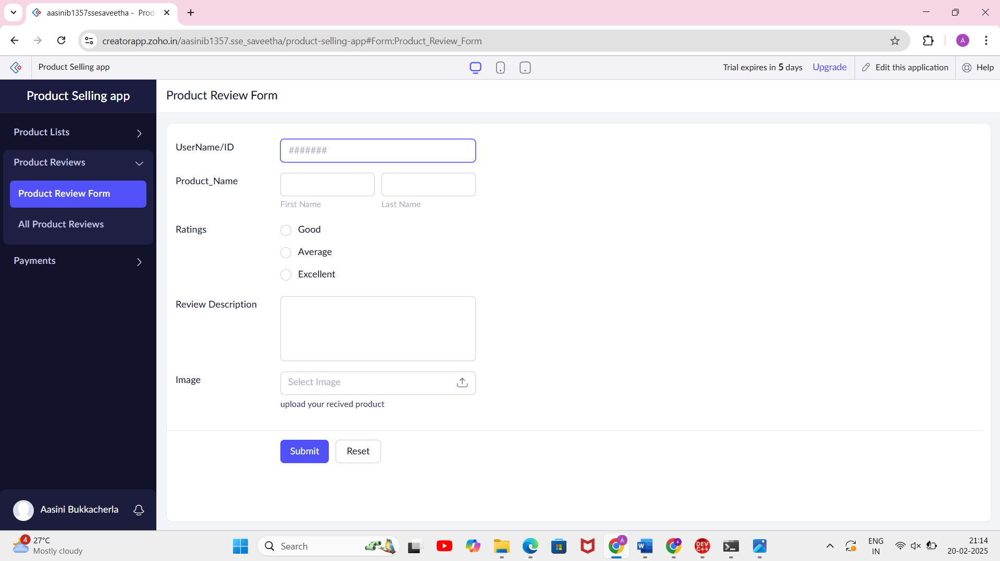 aasinib1357ssesaveetha - Prod
creatorapp.zoho.in/aasinib1357.sse_saveetha/product-selling-app#Form:Product_Review_Form
A
Product Selling app
Trial expires in 5 days
Upgrade
Edit this application
Help
Product Selling app
Product Lists
Product Reviews
Product Review Form
All Product Reviews
Payments
Aasini Bukkacherla
Product Review Form
UserName/ID
#######
Product_Name
First Name
Last Name
Ratings
Good
Average
Excellent
Review Description
Image
Select Image
upload your recived product
Submit
Reset
4
27°C
Mostly cloudy
Search
A
W
a
DEV
C++
ENG
IN
21:14
20-02-2025